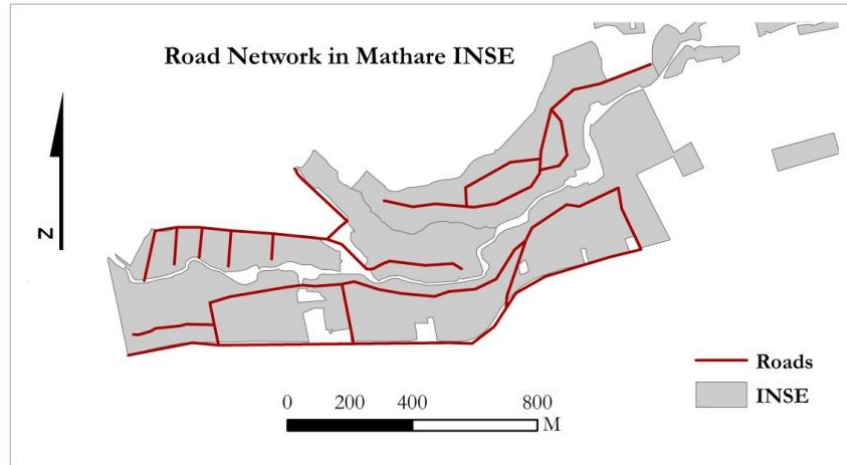 Road Network in Mathare INSE
N
Roads
INSE
0 200 400 800
M